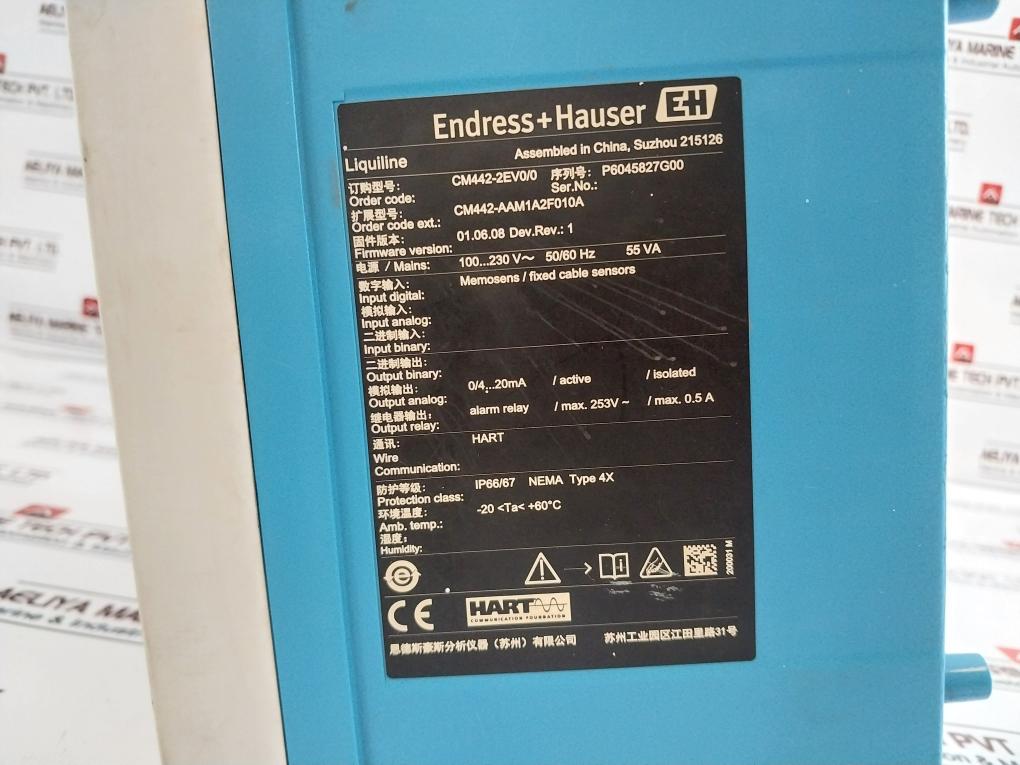 Endress+Hauser EH
Liquiline
Assembled in China, Suzhou 215126
订购型号: CM442-2EV0/0 序列号: P6045827G00
Order code: Ser.No.:
扩展型号: CM442-AAM1A2F010A
Order code ext.:
固件版本: 01.06.08 Dev.Rev.: 1
Firmware version:
电源 / Mains: 100...230 V~ 50/60 Hz 55 VA
数字输入: Memosens / fixed cable sensors
Input digital:
模拟输入:
Input analog:
二进制输入:
Input binary:
二进制输出:
Output binary:
模拟输出: 0/4...20mA / active / isolated
Output analog:
继电器输出: alarm relay / max. 253V ~ / max. 0.5 A
Output relay:
通讯: HART
Wire
Communication:
防护等级: IP66/67 NEMA Type 4X
Protection class:
环境温度: -20 <Ta< +60°C
Amb. temp.:
湿度:
Humidity:
200031 M
CE HART
COMMUNICATION FOUNDATION
恩德斯豪斯分析仪器（苏州）有限公司 苏州工业园区江田里路31号